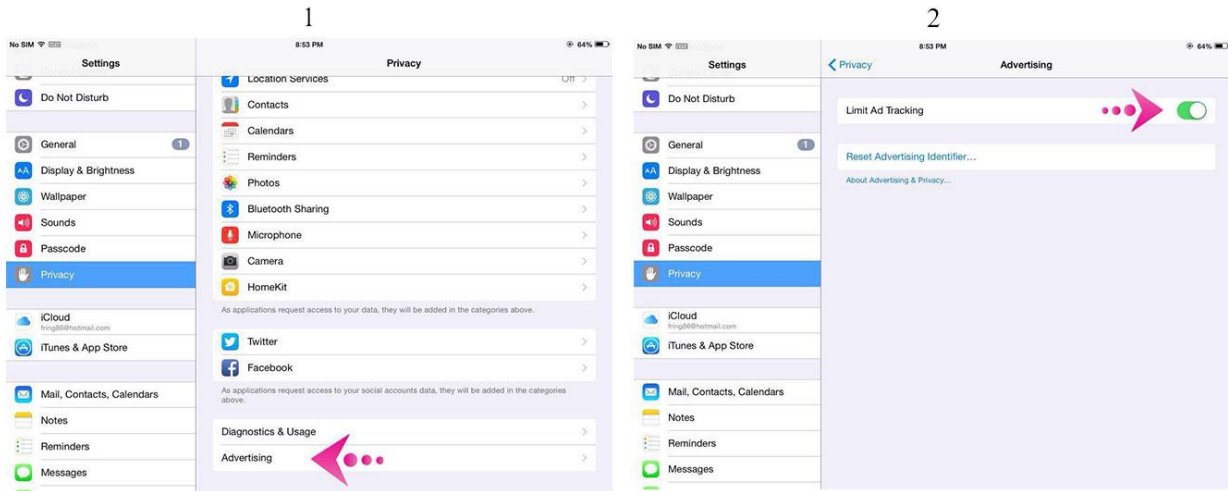 1
No SIM 8:53 PM 64%
Settings
Privacy
Do Not Disturb
General 1
Display & Brightness
Wallpaper
Sounds
Passcode
Privacy
iCloud
fring86@hotmail.com
iTunes & App Store
Mail, Contacts, Calendars
Notes
Reminders
Messages
Location Services Off
Contacts
Calendars
Reminders
Photos
Bluetooth Sharing
Microphone
Camera
HomeKit
As applications request access to your data, they will be added in the categories above.
Twitter
Facebook
As applications request access to your social accounts data, they will be added in the categories
above.
Diagnostics & Usage
Advertising
2
No SIM 8:53 PM 64%
Settings
Privacy Advertising
Do Not Disturb
General 1
Display & Brightness
Wallpaper
Sounds
Passcode
Privacy
iCloud
fring86@hotmail.com
iTunes & App Store
Mail, Contacts, Calendars
Notes
Reminders
Messages
Limit Ad Tracking
Reset Advertising Identifier...
About Advertising & Privacy...